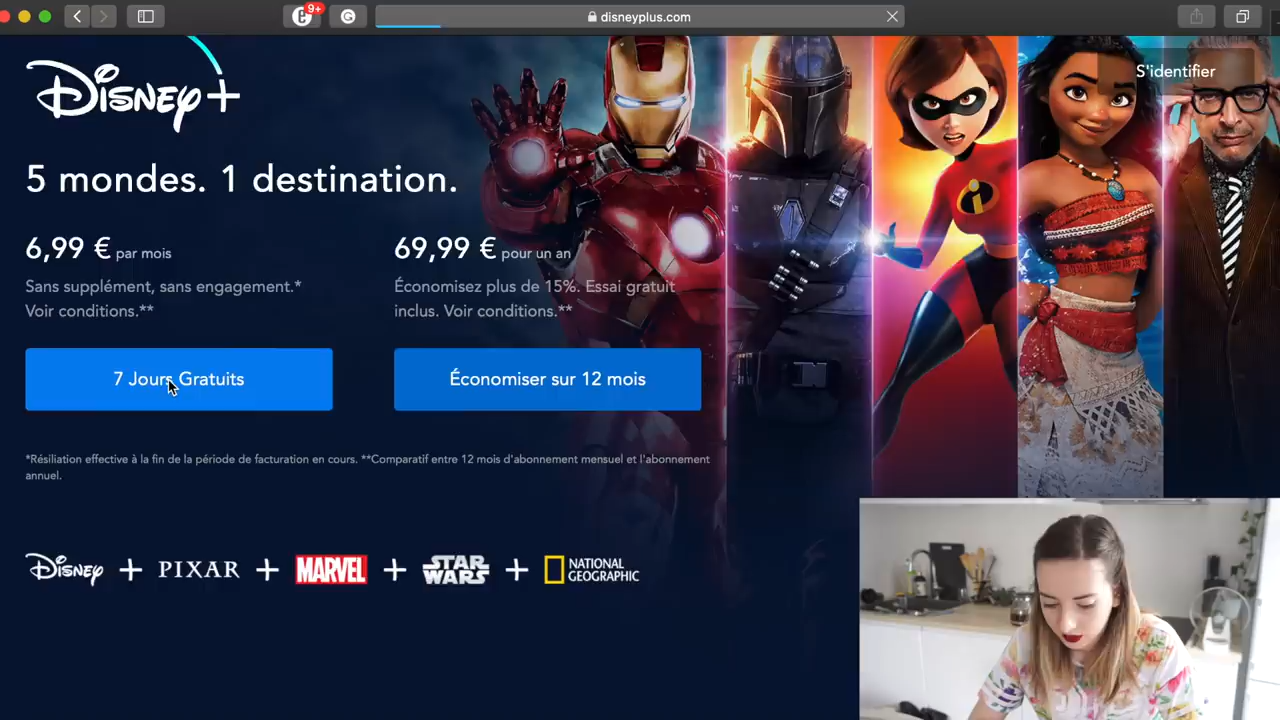 9+
disneyplus.com
DISNEY+
S'identifier
5 mondes. 1 destination.
6,99 € par mois
Sans supplément, sans engagement.*
Voir conditions.**
7 Jours Gratuits
69,99 € pour un an
Économisez plus de 15%. Essai gratuit
inclus. Voir conditions.**
Économiser sur 12 mois
*Résiliation effective à la fin de la période de facturation en cours. **Comparatif entre 12 mois d'abonnement mensuel et l'abonnement
annuel.
DISNEY + PIXAR + MARVEL + STAR WARS + NATIONAL GEOGRAPHIC